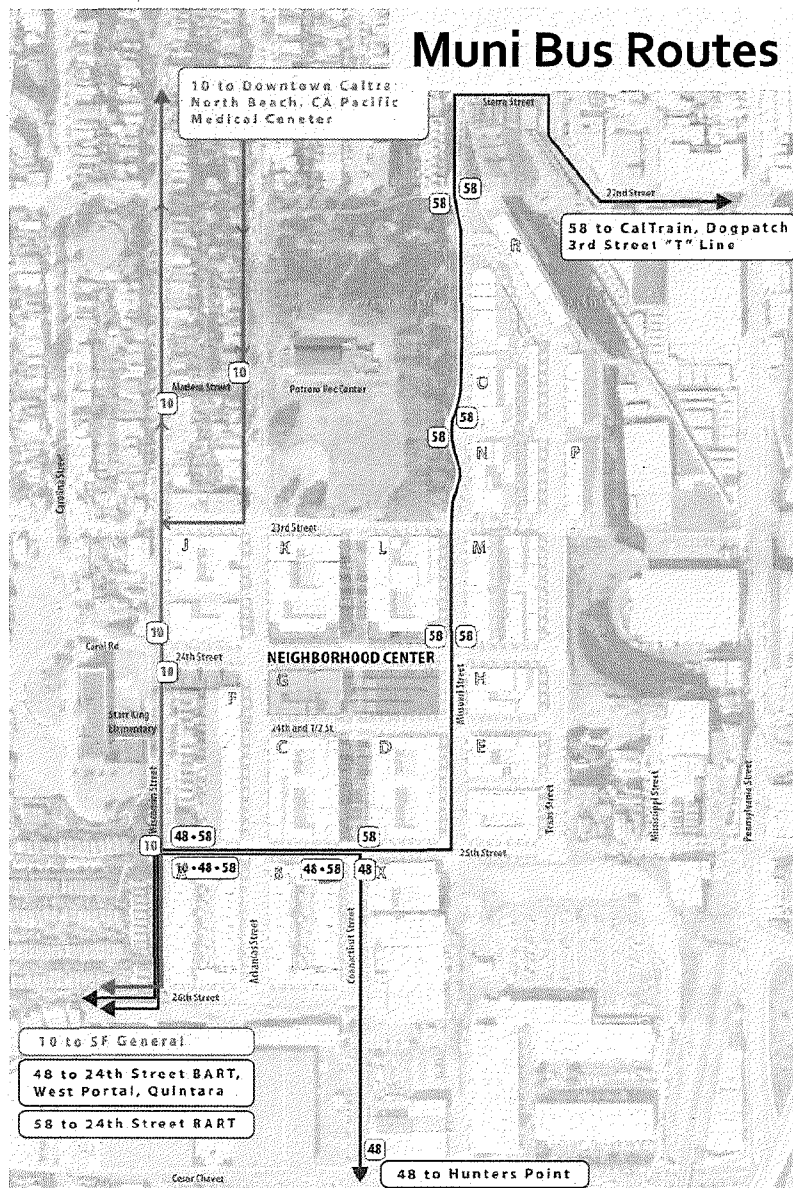 Muni Bus Routes
10 to Downtown Caltra
North Beach, CA Pacific
Medical Caneter
Sierra Street
22nd Street
58
58
58 to CalTrain, Dogpatch
3rd Street "T" Line
R
10
Madera Street
10
Potrero Rec Center
O
58
58
N
P
Carolina Street
23rd Street
J
K
L
M
10
58
58
Coral Rd
24th Street
NEIGHBORHOOD CENTER
10
G
H
F
Missouri Street
Starr King
Elementary
24th and 1/2 St.
C
D
E
Wisconsin Street
Texas Street
Mississippi Street
Pennsylvania Street
48 • 58
58
10
25th Street
A
10 • 48 • 58
B
48 • 58
48
X
Arkansas Street
Connecticut Street
26th Street
10 to SF General
48 to 24th Street BART,
West Portal, Quintara
58 to 24th Street BART
48
48 to Hunters Point
Cesar Chavez